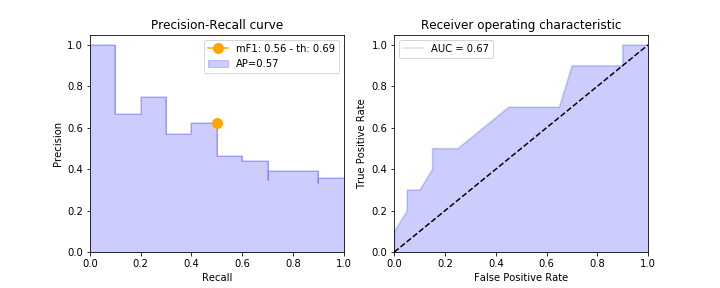 Precision-Recall curve
mF1: 0.56 - th: 0.69
AP=0.57
Precision
1.0
0.8
0.6
0.4
0.2
0.0
0.0 0.2 0.4 0.6 0.8 1.0
Recall
Receiver operating characteristic
AUC = 0.67
True Positive Rate
1.0
0.8
0.6
0.4
0.2
0.0
0.0 0.2 0.4 0.6 0.8 1.0
False Positive Rate